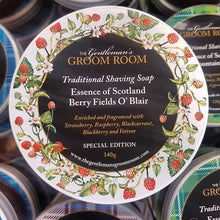 THE Gentleman's
GROOM ROOM
Traditional Shaving Soap
Essence of Scotland
Berry Fields O' Blair
Enriched and fragranced with
Strawberry, Raspberry, Blackcurrant,
Blackberry and Vetiver
SPECIAL EDITION
140g
www.thegentlemansgroomroom.com